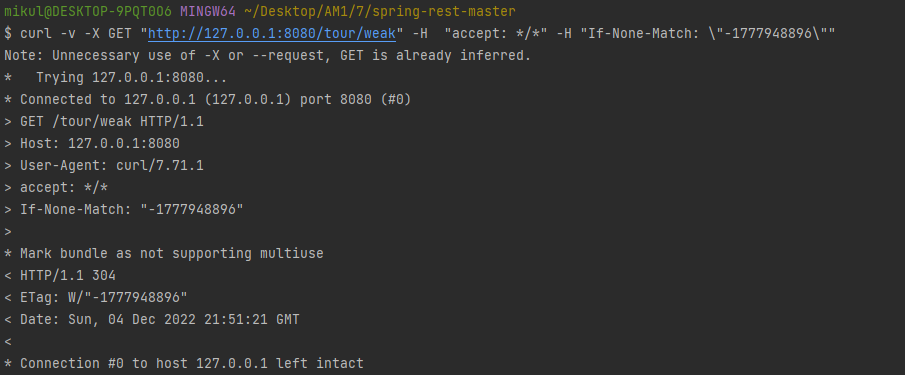 mikul@DESKTOP-9PQT006 MINGW64 ~/Desktop/AM1/7/spring-rest-master
$ curl -v -X GET "http://127.0.0.1:8080/tour/weak" -H  "accept: */*" -H "If-None-Match: \"-1777948896\""
Note: Unnecessary use of -X or --request, GET is already inferred.
*   Trying 127.0.0.1:8080...
* Connected to 127.0.0.1 (127.0.0.1) port 8080 (#0)
> GET /tour/weak HTTP/1.1
> Host: 127.0.0.1:8080
> User-Agent: curl/7.71.1
> accept: */*
> If-None-Match: "-1777948896"
>
* Mark bundle as not supporting multiuse
< HTTP/1.1 304
< ETag: W/"-1777948896"
< Date: Sun, 04 Dec 2022 21:51:21 GMT
<
* Connection #0 to host 127.0.0.1 left intact